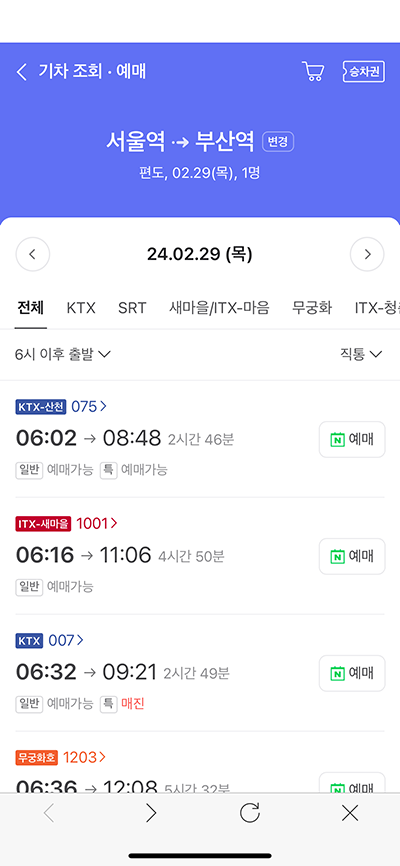 기차 조회 · 예매
승차권
서울역 ·→ 부산역 변경
편도, 02.29(목), 1명
24.02.29 (목)
전체 KTX SRT 새마을/ITX-마음 무궁화 ITX-청춘
6시 이후 출발 직통
KTX-산천 075
06:02 → 08:48 2시간 46분
N 예매
일반 예매가능 특 예매가능
ITX-새마을 1001
06:16 → 11:06 4시간 50분
N 예매
일반 예매가능
KTX 007
06:32 → 09:21 2시간 49분
N 예매
일반 예매가능 특 매진
무궁화호 1203
06:36 → 12:08 5시간 32분
N 예매